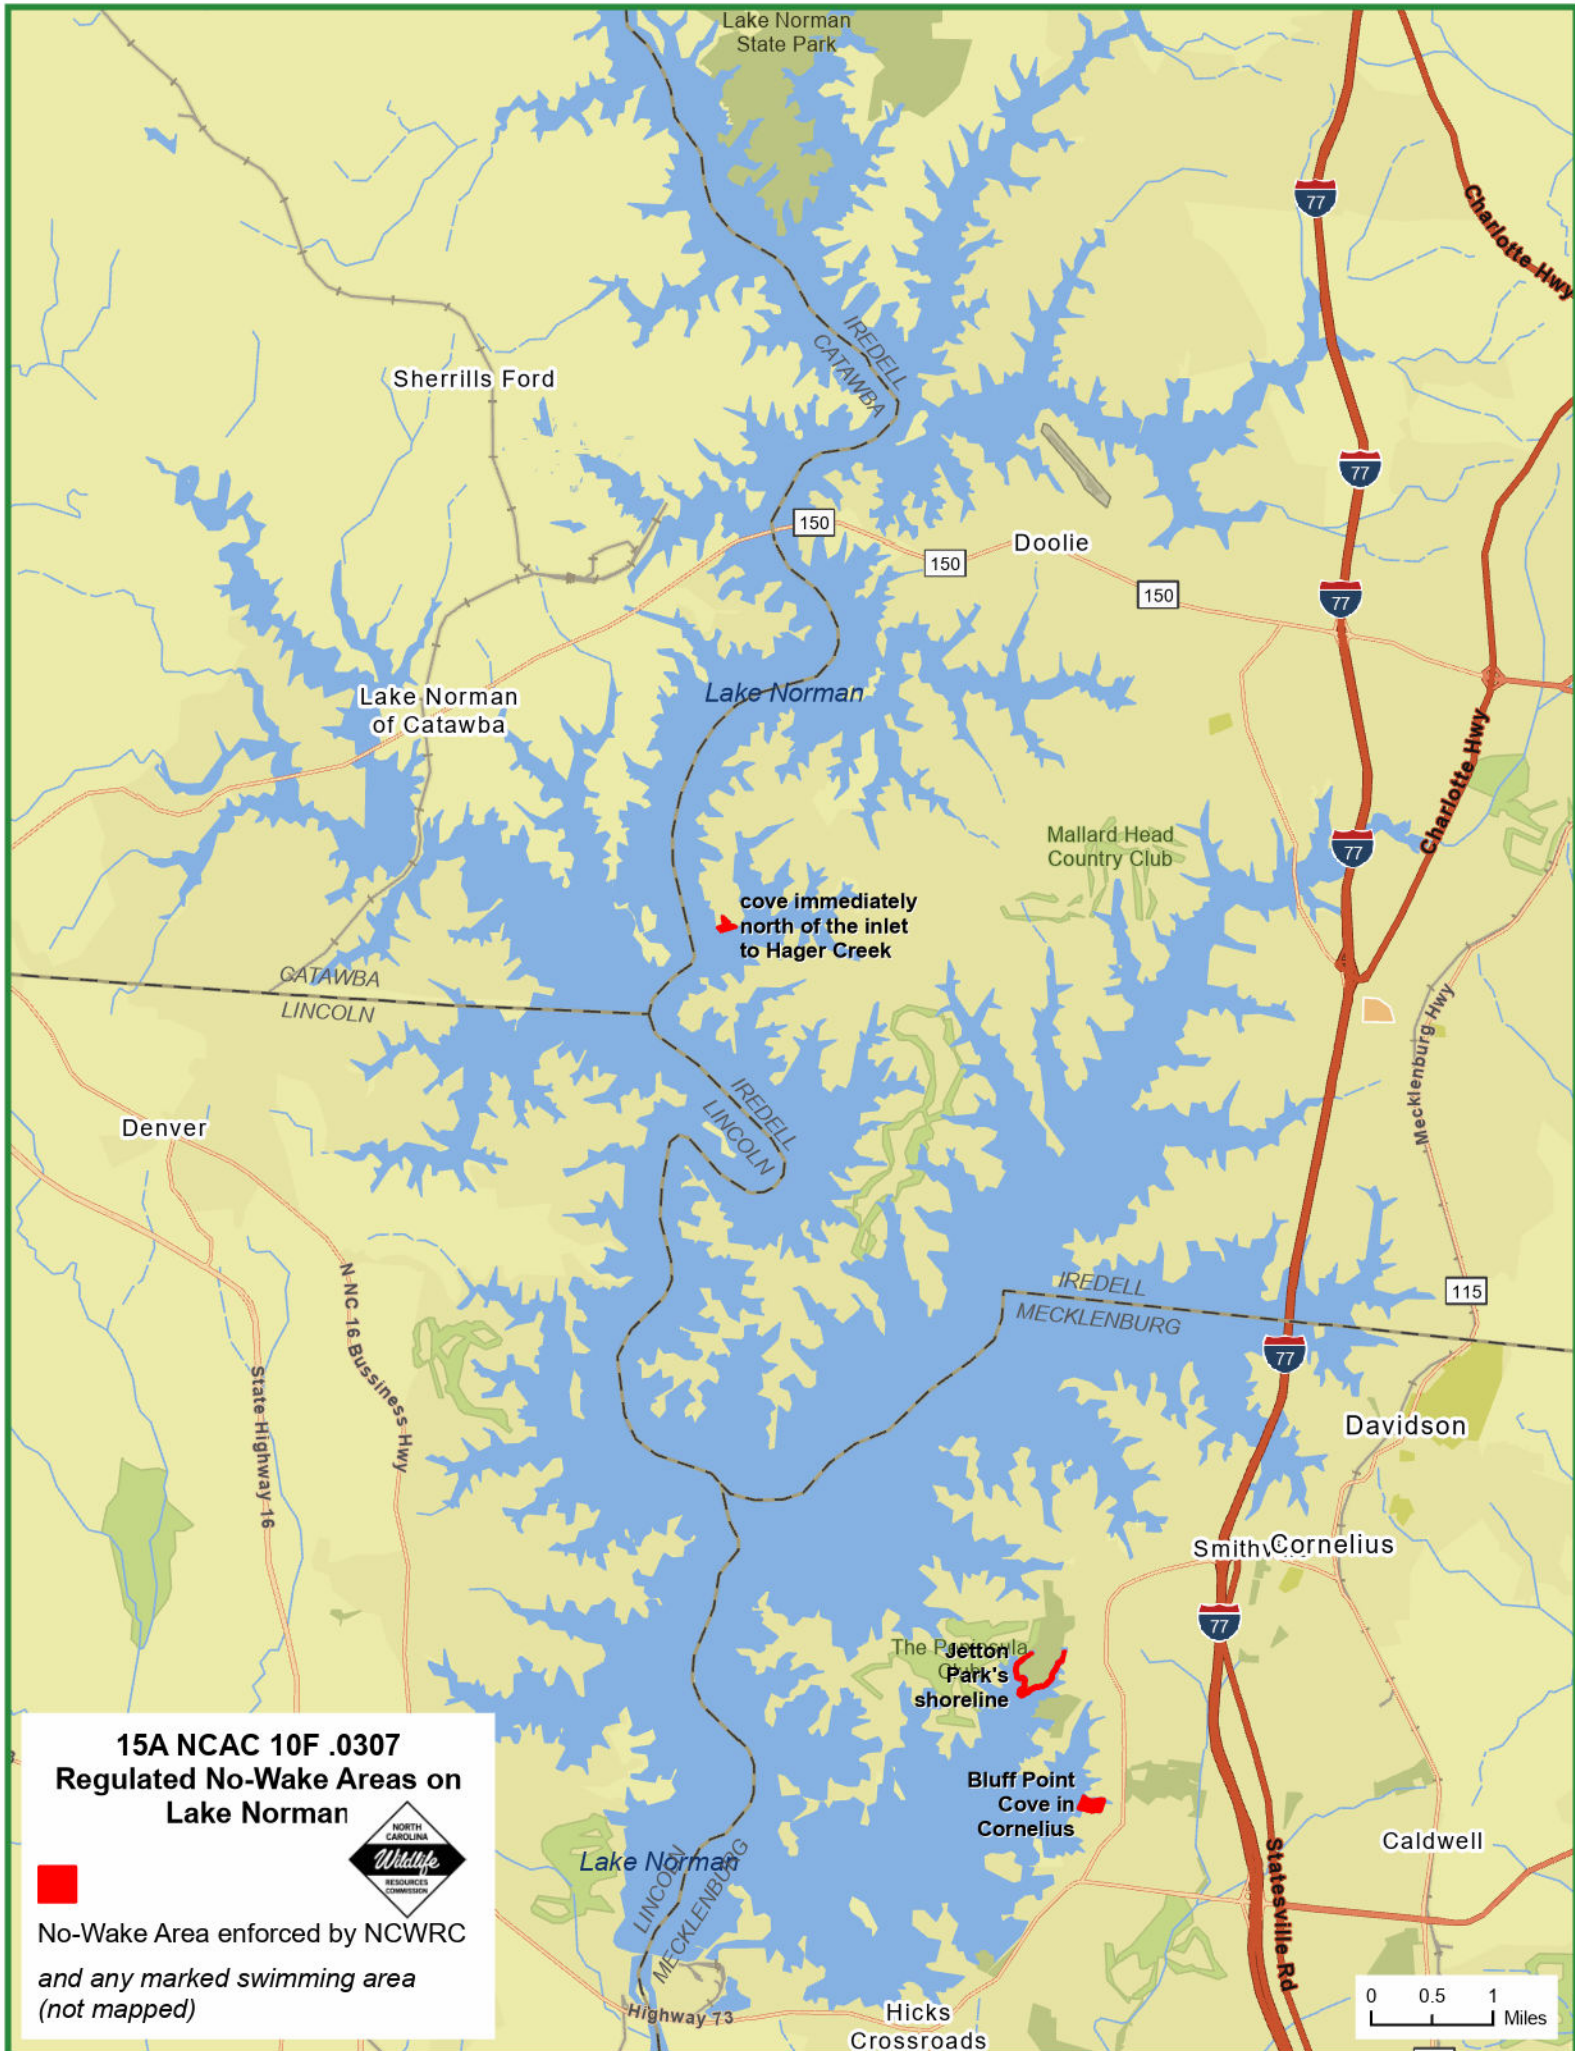 Lake Norman
State Park
77
Charlotte Hwy
IREDELL
CATAWBA
Sherrills Ford
77
150
Doolie
150
150
77
Lake Norman
Lake Norman
of Catawba
Charlotte Hwy
Mallard Head
Country Club
77
cove immediately
north of the inlet
to Hager Creek
CATAWBA
LINCOLN
Mecklenburg Hwy
IREDELL
LINCOLN
Denver
IREDELL
MECKLENBURG
115
N NC 16 Bussiness Hwy
State Highway 16
77
Davidson
Cornelius
77
The Peninsula
Club
Jetton
Park's
shoreline
Bluff Point
Cove in
Cornelius
Caldwell
Statesville Rd
Lake Norman
LINCOLN
MECKLENBURG
Highway 73
Hicks
Crossroads
15A NCAC 10F .0307
Regulated No-Wake Areas on
Lake Norman
NORTH
CAROLINA
Wildlife
RESOURCES
COMMISSION
No-Wake Area enforced by NCWRC
and any marked swimming area
(not mapped)
0 0.5 1
Miles